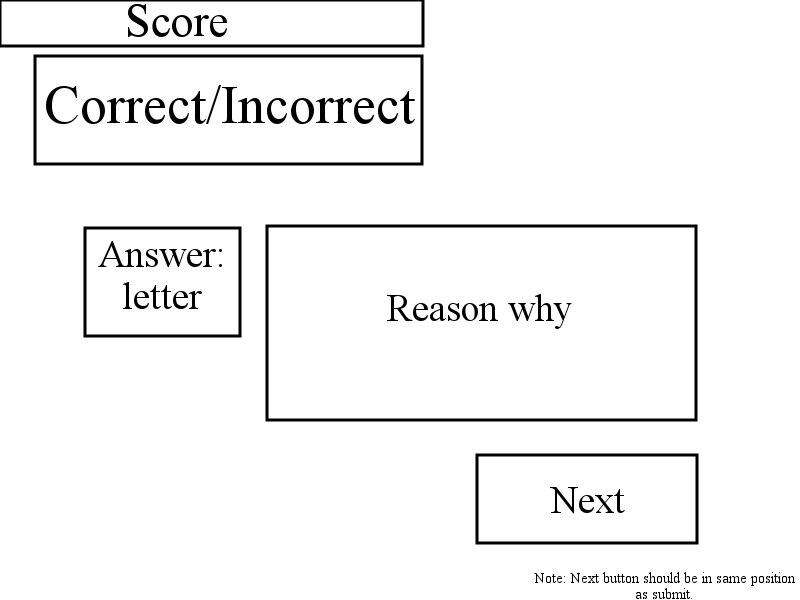 Score
Correct/Incorrect
Answer:
letter
Reason why
Next
Note: Next button should be in same position
as submit.